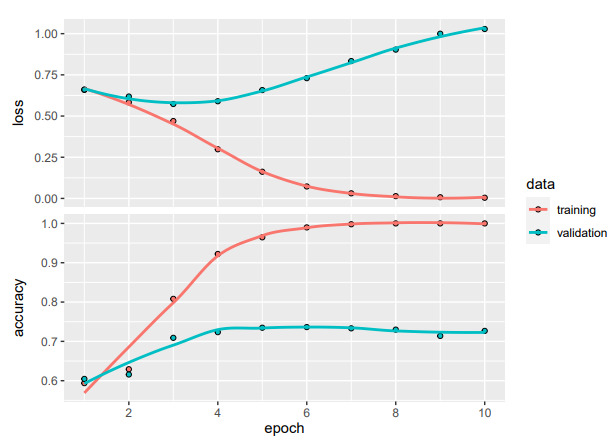 1.00
0.75
0.50
0.25
0.00
loss
1.0
0.9
0.8
0.7
0.6
accuracy
2 4 6 8 10
epoch
data
training
validation